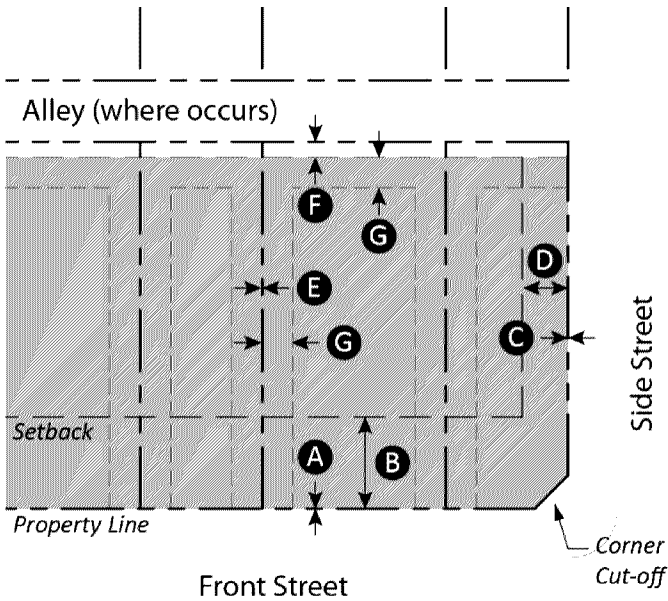 Alley (where occurs)
F
G
D
E
C
G
Side Street
Setback
A
B
Property Line
Corner
Cut-off
Front Street